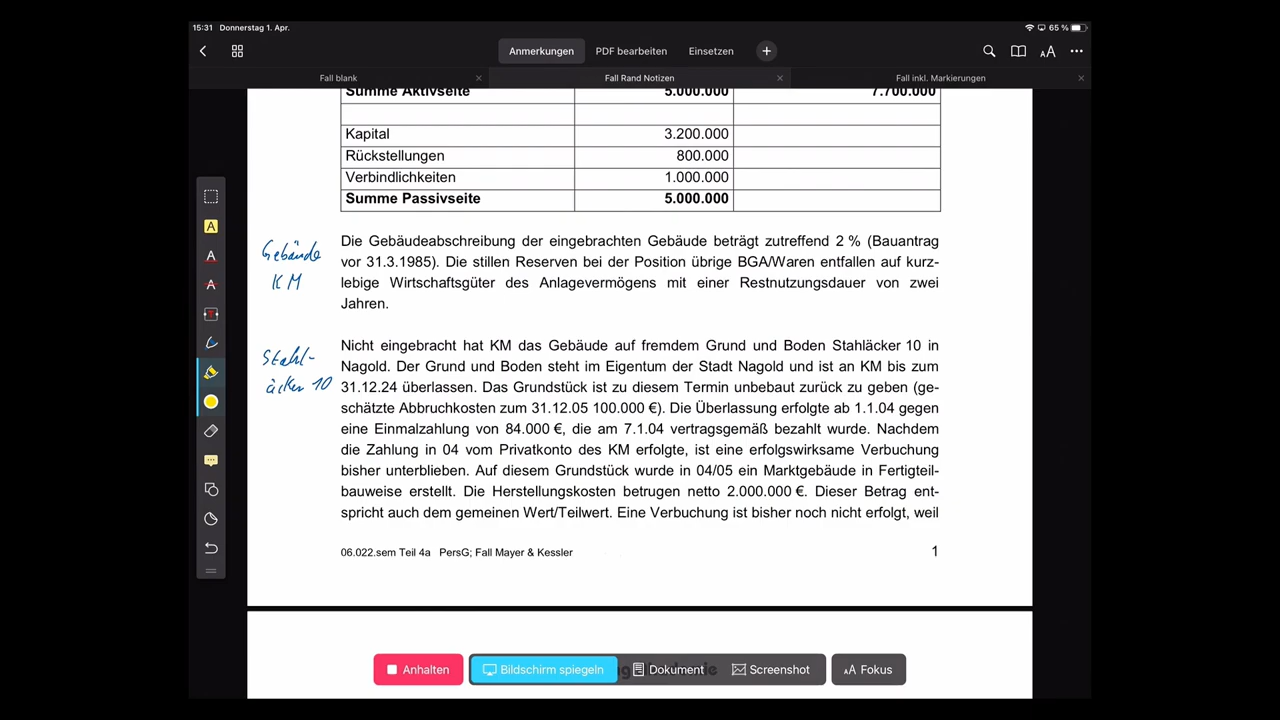 15:31 Donnerstag 1. Apr.
65 %
Anmerkungen PDF bearbeiten Einsetzen
AA
Fall blank Fall Rand Notizen Fall inkl. Markierungen
Summe Aktivseite 5.000.000 7.700.000
Kapital 3.200.000
Rückstellungen 800.000
Verbindlichkeiten 1.000.000
Summe Passivseite 5.000.000
Gebäude
KM
Die Gebäudeabschreibung der eingebrachten Gebäude beträgt zutreffend 2 % (Bauantrag
vor 31.3.1985). Die stillen Reserven bei der Position übrige BGA/Waren entfallen auf kurz-
lebige Wirtschaftsgüter des Anlagevermögens mit einer Restnutzungsdauer von zwei
Jahren.
Stahl-
äcker 10
Nicht eingebracht hat KM das Gebäude auf fremdem Grund und Boden Stahläcker 10 in
Nagold. Der Grund und Boden steht im Eigentum der Stadt Nagold und ist an KM bis zum
31.12.24 überlassen. Das Grundstück ist zu diesem Termin unbebaut zurück zu geben (ge-
schätzte Abbruchkosten zum 31.12.05 100.000 €). Die Überlassung erfolgte ab 1.1.04 gegen
eine Einmalzahlung von 84.000 €, die am 7.1.04 vertragsgemäß bezahlt wurde. Nachdem
die Zahlung in 04 vom Privatkonto des KM erfolgte, ist eine erfolgswirksame Verbuchung
bisher unterblieben. Auf diesem Grundstück wurde in 04/05 ein Marktgebäude in Fertigteil-
bauweise erstellt. Die Herstellungskosten betrugen netto 2.000.000 €. Dieser Betrag ent-
spricht auch dem gemeinen Wert/Teilwert. Eine Verbuchung ist bisher noch nicht erfolgt, weil
06.022.sem Teil 4a PersG; Fall Mayer & Kessler 1
Anhalten Bildschirm spiegeln Dokument Screenshot AA Fokus